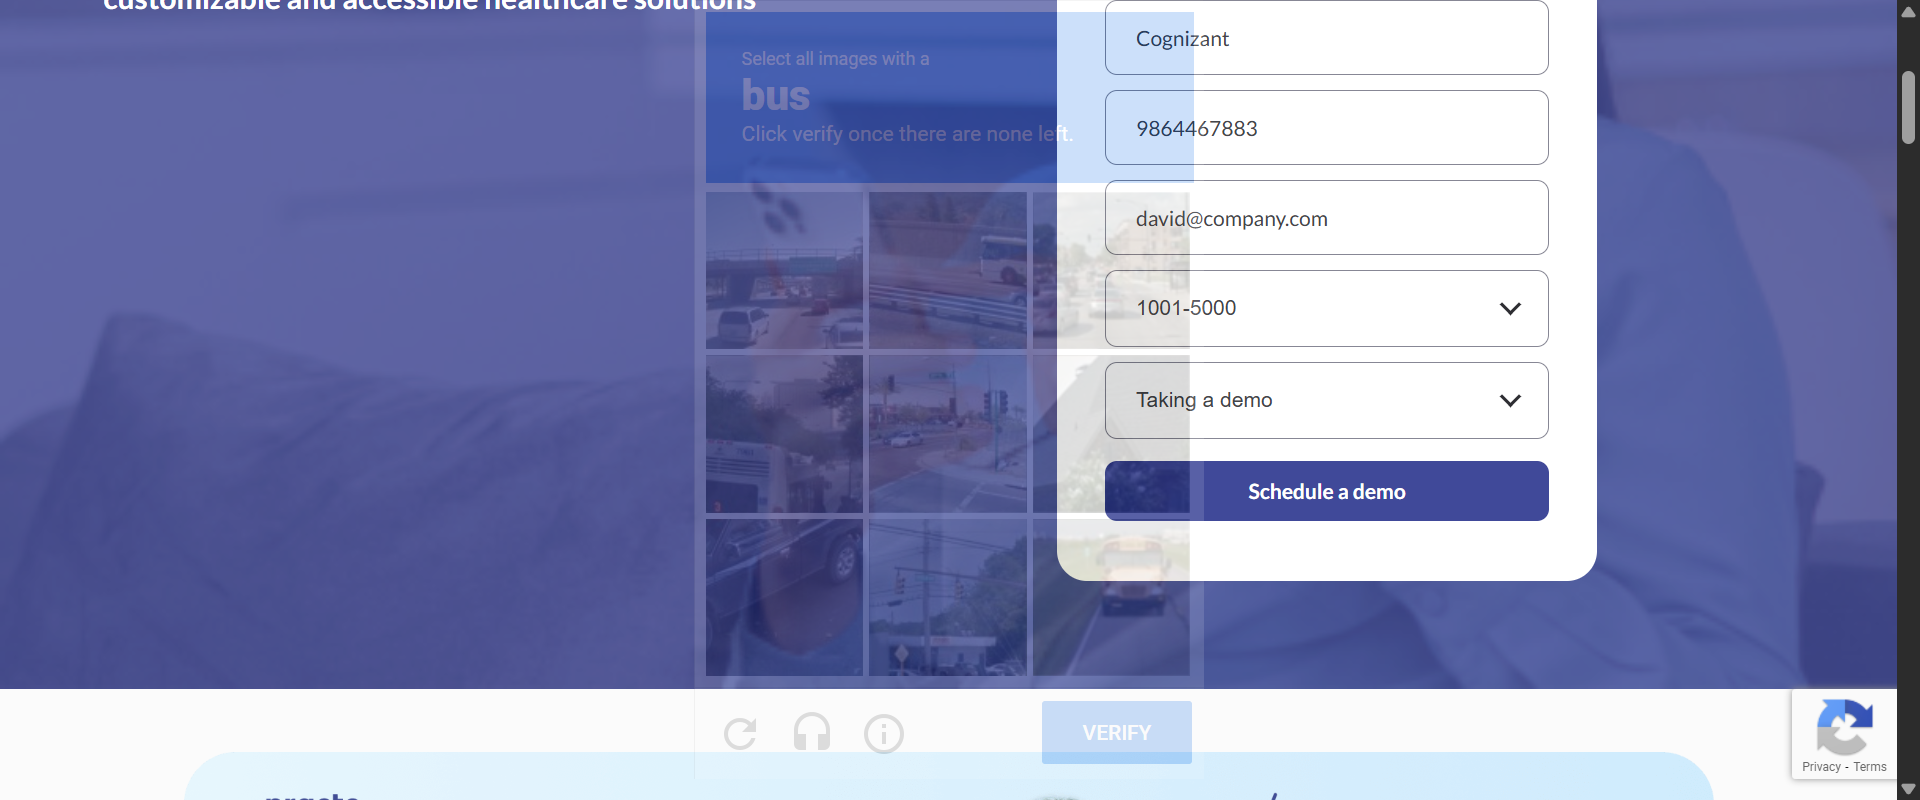 customizable and accessible healthcare solutions
Select all images with a
bus
Click verify once there are none left.
Cognizant
9864467883
david@company.com
1001-5000
Taking a demo
Schedule a demo
VERIFY
Privacy - Terms